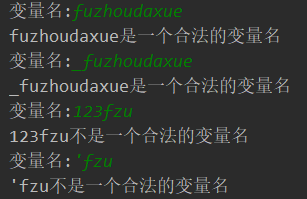 变量名:fuzhoudaxue
fuzhoudaxue是一个合法的变量名
变量名:_fuzhoudaxue
_fuzhoudaxue是一个合法的变量名
变量名:123fzu
123fzu不是一个合法的变量名
变量名:'fzu
'fzu不是一个合法的变量名